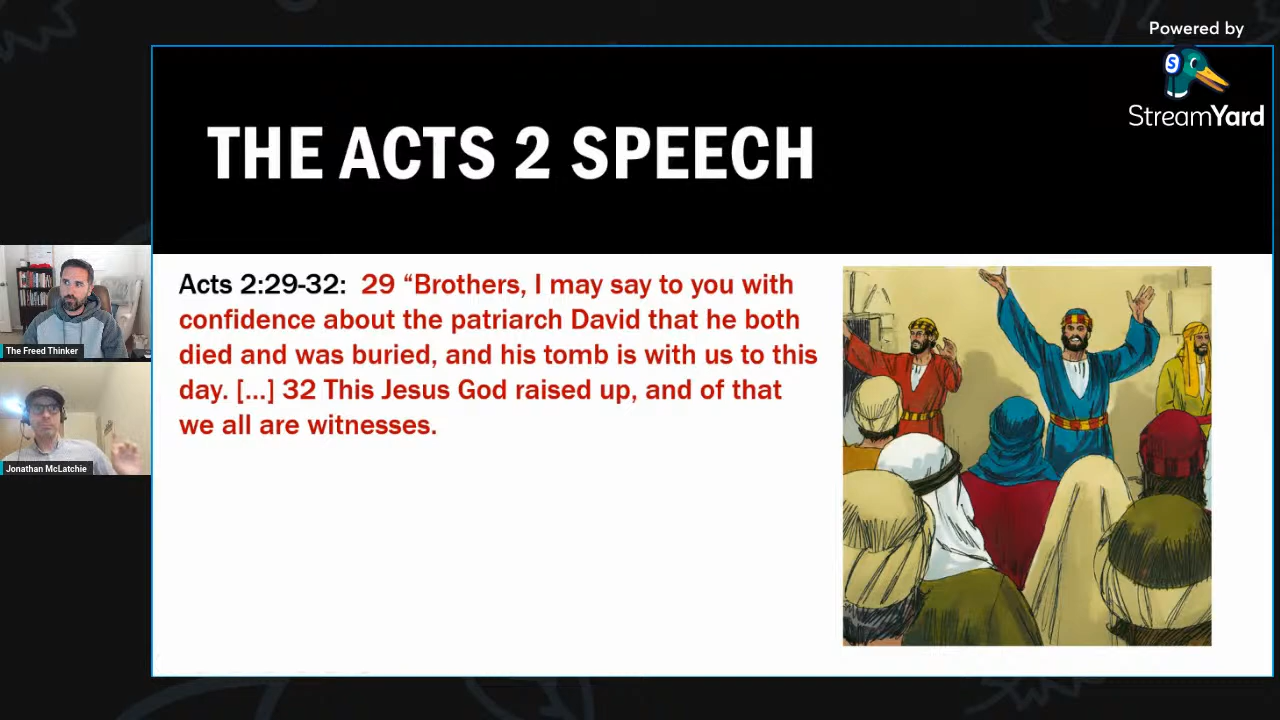 Powered by
StreamYard
THE ACTS 2 SPEECH
Acts 2:29-32: 29 “Brothers, I may say to you with
confidence about the patriarch David that he both
died and was buried, and his tomb is with us to this
day. [...] 32 This Jesus God raised up, and of that
we all are witnesses.
The Freed Thinker
Jonathan McLatchie